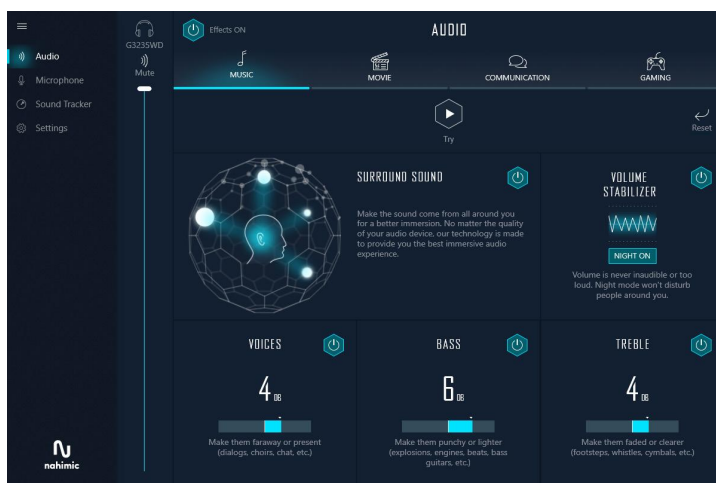 Audio
Microphone
Sound Tracker
Settings
nahimic
G3235WD
Mute
Effects ON
AUDIO
MUSIC
MOVIE
COMMUNICATION
GAMING
Try
Reset
SURROUND SOUND
Make the sound come from all around you
for a better immersion. No matter the quality
of your audio device, our technology is made
to provide you the best immersive audio
experience.
VOLUME
STABILIZER
NIGHT ON
Volume is never inaudible or too
loud. Night mode won't disturb
people around you.
VOICES
4 DB
Make them faraway or present
(dialogs, choirs, chat, etc.)
BASS
6 DB
Make them punchy or lighter
(explosions, engines, beats, bass
guitars, etc.)
TREBLE
4 DB
Make them faded or clearer
(footsteps, whistles, cymbals, etc.)